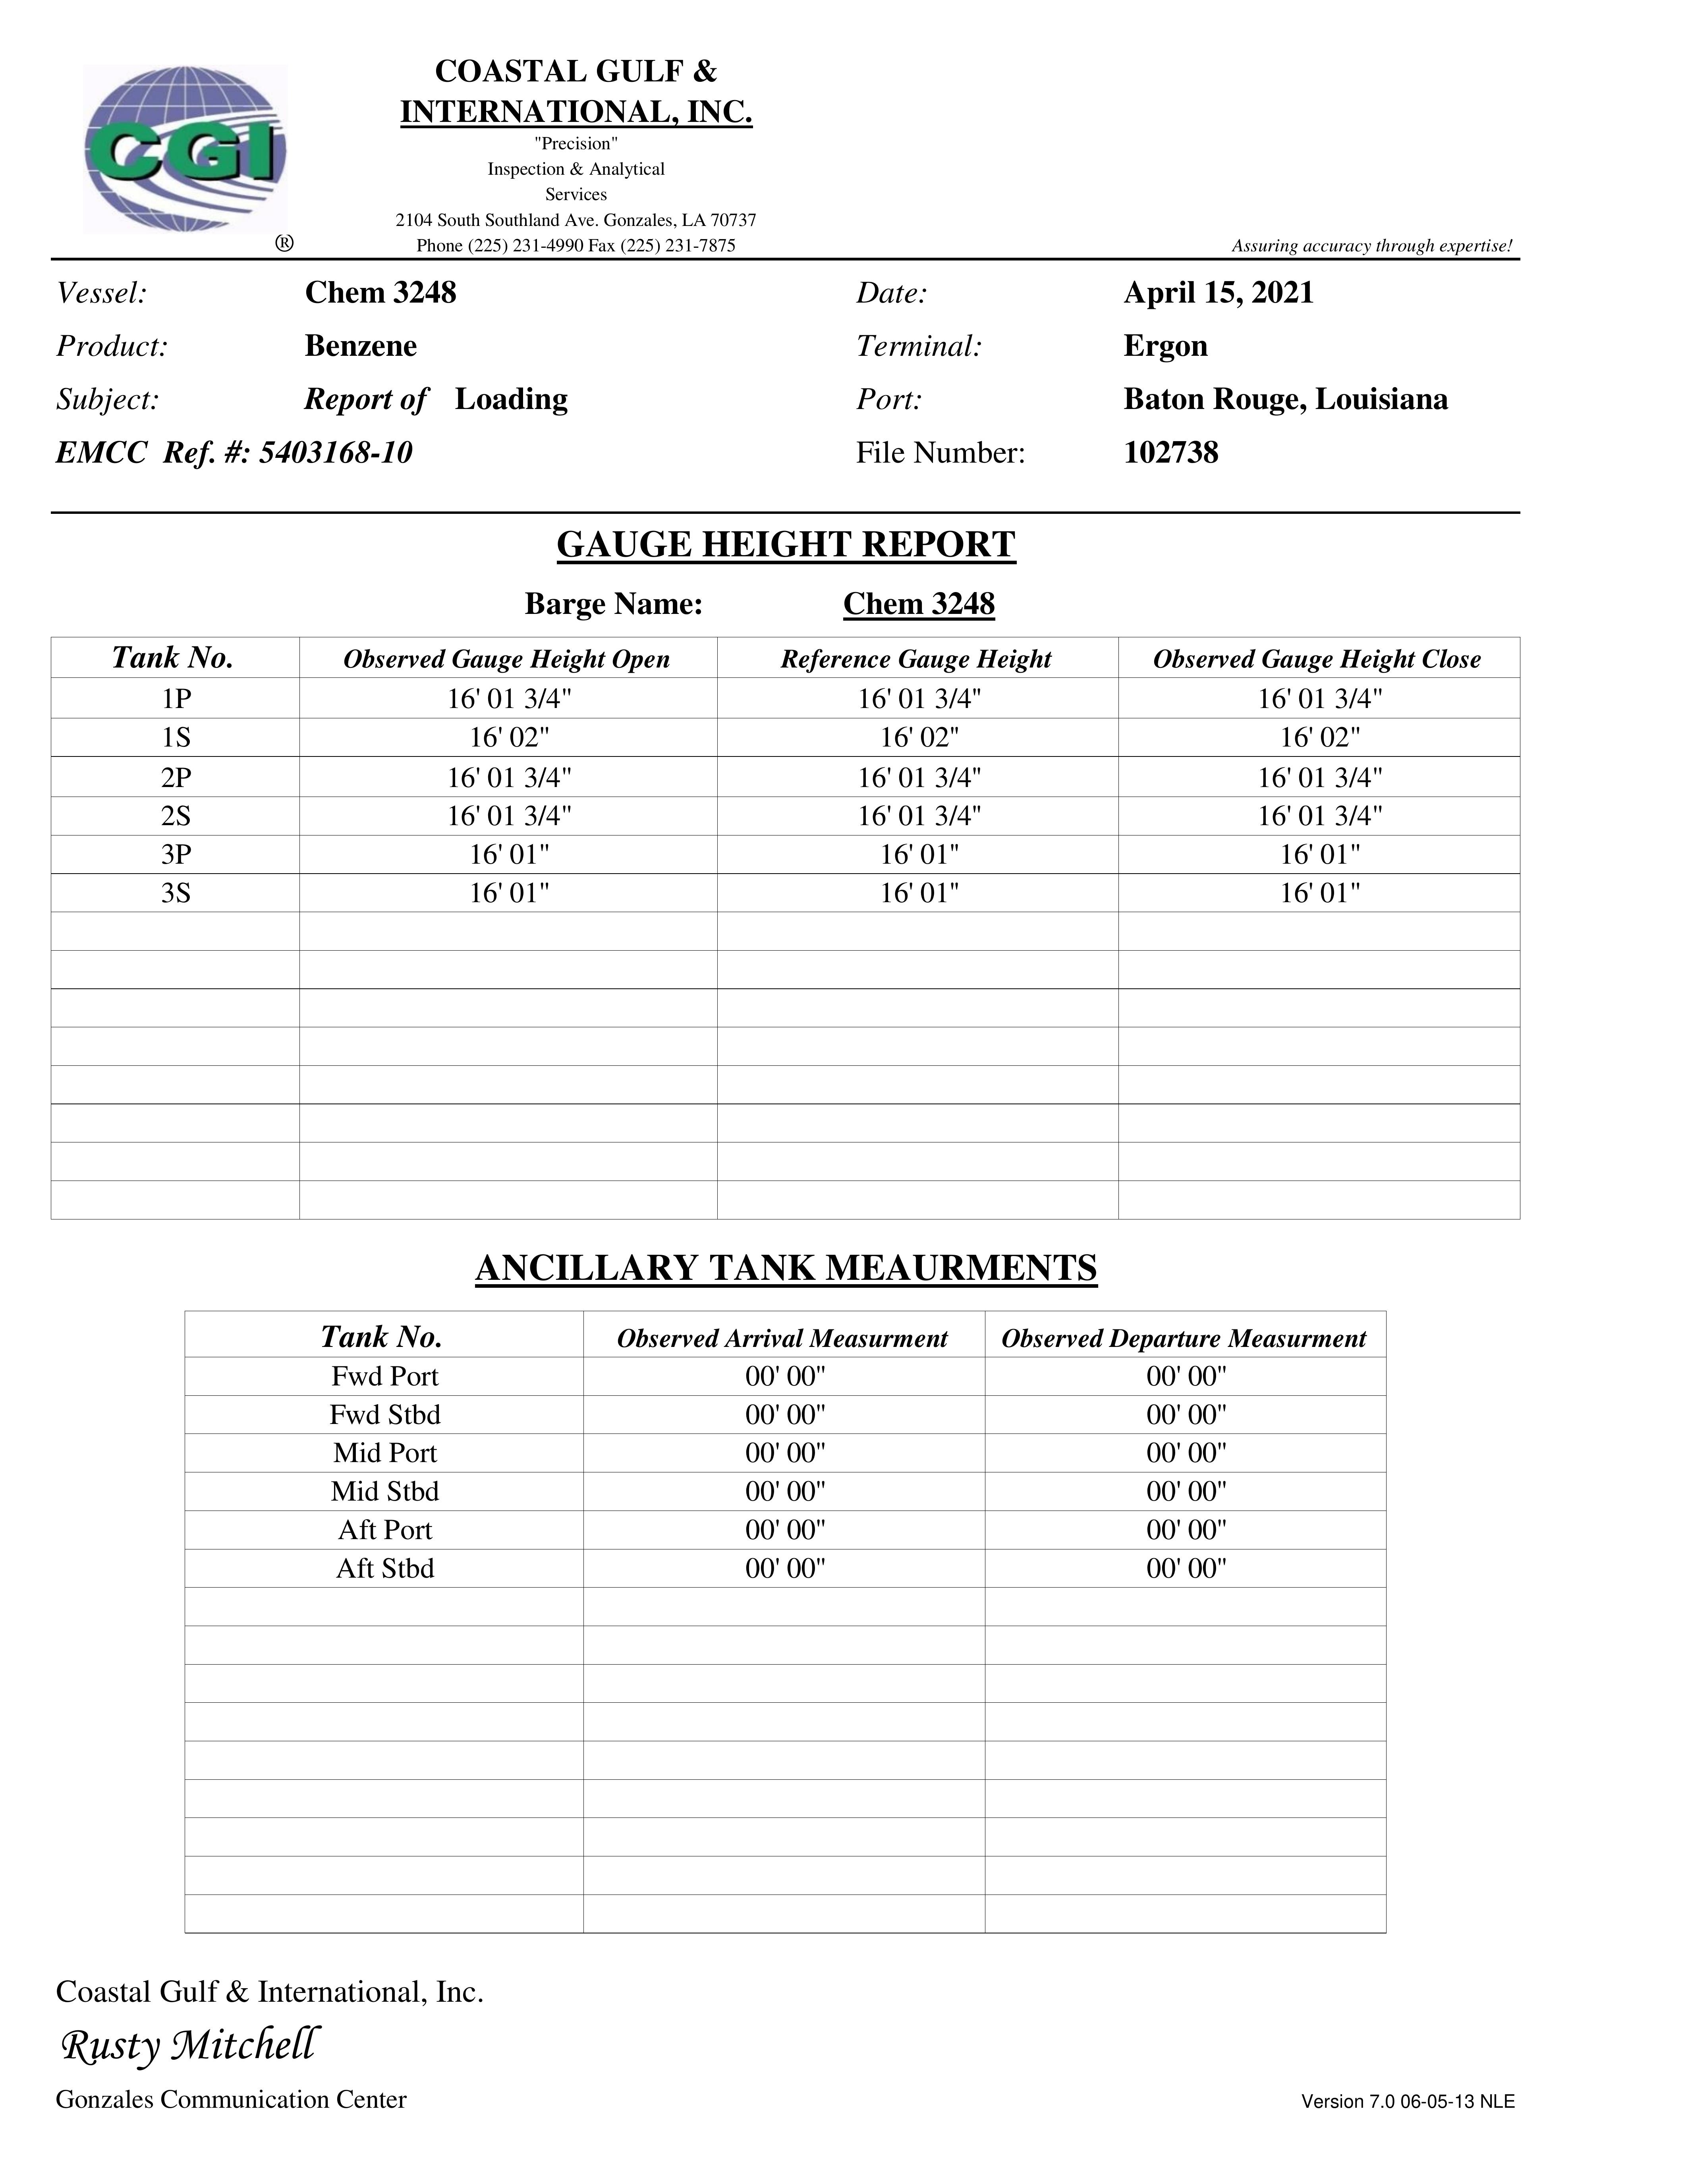 CGI
®
COASTAL GULF &
INTERNATIONAL, INC.
"Precision"
Inspection & Analytical
Services
2104 South Southland Ave. Gonzales, LA 70737
Phone (225) 231-4990 Fax (225) 231-7875
Assuring accuracy through expertise!
Vessel: Chem 3248 Date: April 15, 2021
Product: Benzene Terminal: Ergon
Subject: Report of Loading Port: Baton Rouge, Louisiana
EMCC Ref. #: 5403168-10 File Number: 102738
GAUGE HEIGHT REPORT
Barge Name: Chem 3248
Tank No. Observed Gauge Height Open Reference Gauge Height Observed Gauge Height Close
1P 16' 01 3/4" 16' 01 3/4" 16' 01 3/4"
1S 16' 02" 16' 02" 16' 02"
2P 16' 01 3/4" 16' 01 3/4" 16' 01 3/4"
2S 16' 01 3/4" 16' 01 3/4" 16' 01 3/4"
3P 16' 01" 16' 01" 16' 01"
3S 16' 01" 16' 01" 16' 01"
ANCILLARY TANK MEAURMENTS
Tank No. Observed Arrival Measurment Observed Departure Measurment
Fwd Port 00' 00" 00' 00"
Fwd Stbd 00' 00" 00' 00"
Mid Port 00' 00" 00' 00"
Mid Stbd 00' 00" 00' 00"
Aft Port 00' 00" 00' 00"
Aft Stbd 00' 00" 00' 00"
Coastal Gulf & International, Inc.
Rusty Mitchell
Gonzales Communication Center
Version 7.0 06-05-13 NLE